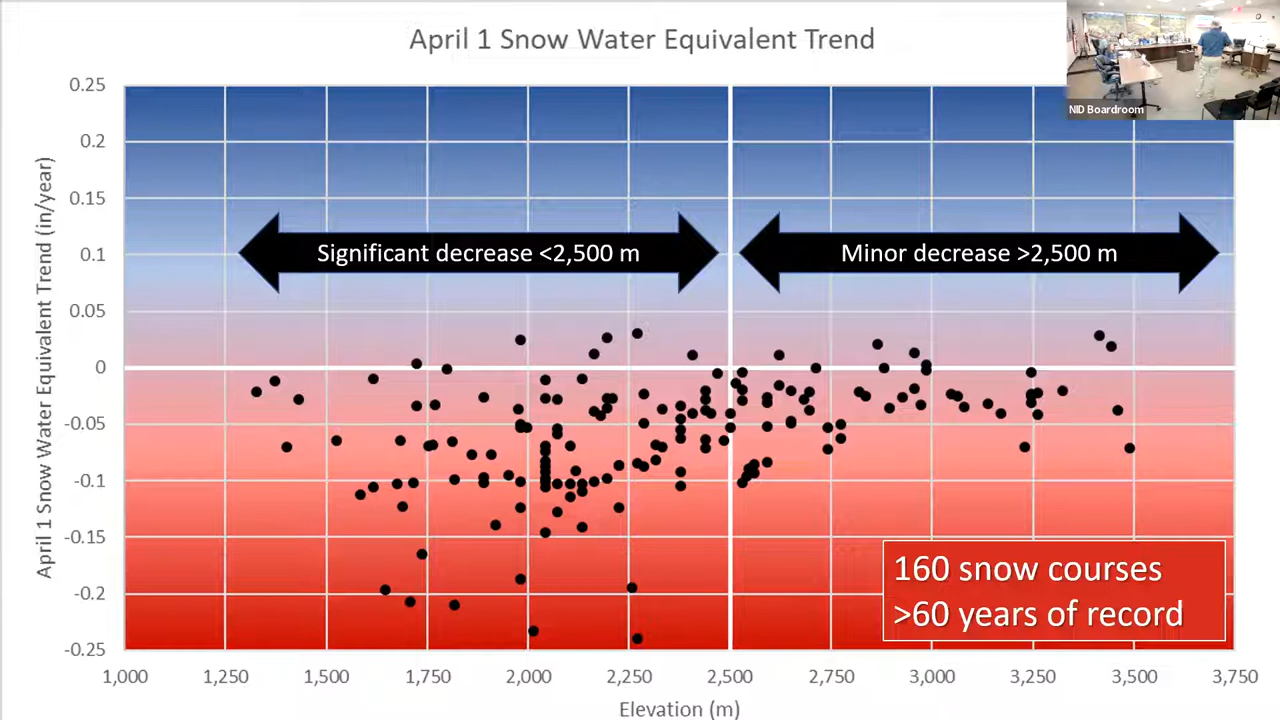 April 1 Snow Water Equivalent Trend
NID Boardroom
April 1 Snow Water Equivalent Trend (in/year)
0.25
0.2
0.15
0.1
0.05
0
-0.05
-0.1
-0.15
-0.2
-0.25
Significant decrease <2,500 m
Minor decrease >2,500 m
160 snow courses
>60 years of record
1,000 1,250 1,500 1,750 2,000 2,250 2,500 2,750 3,000 3,250 3,500 3,750
Elevation (m)